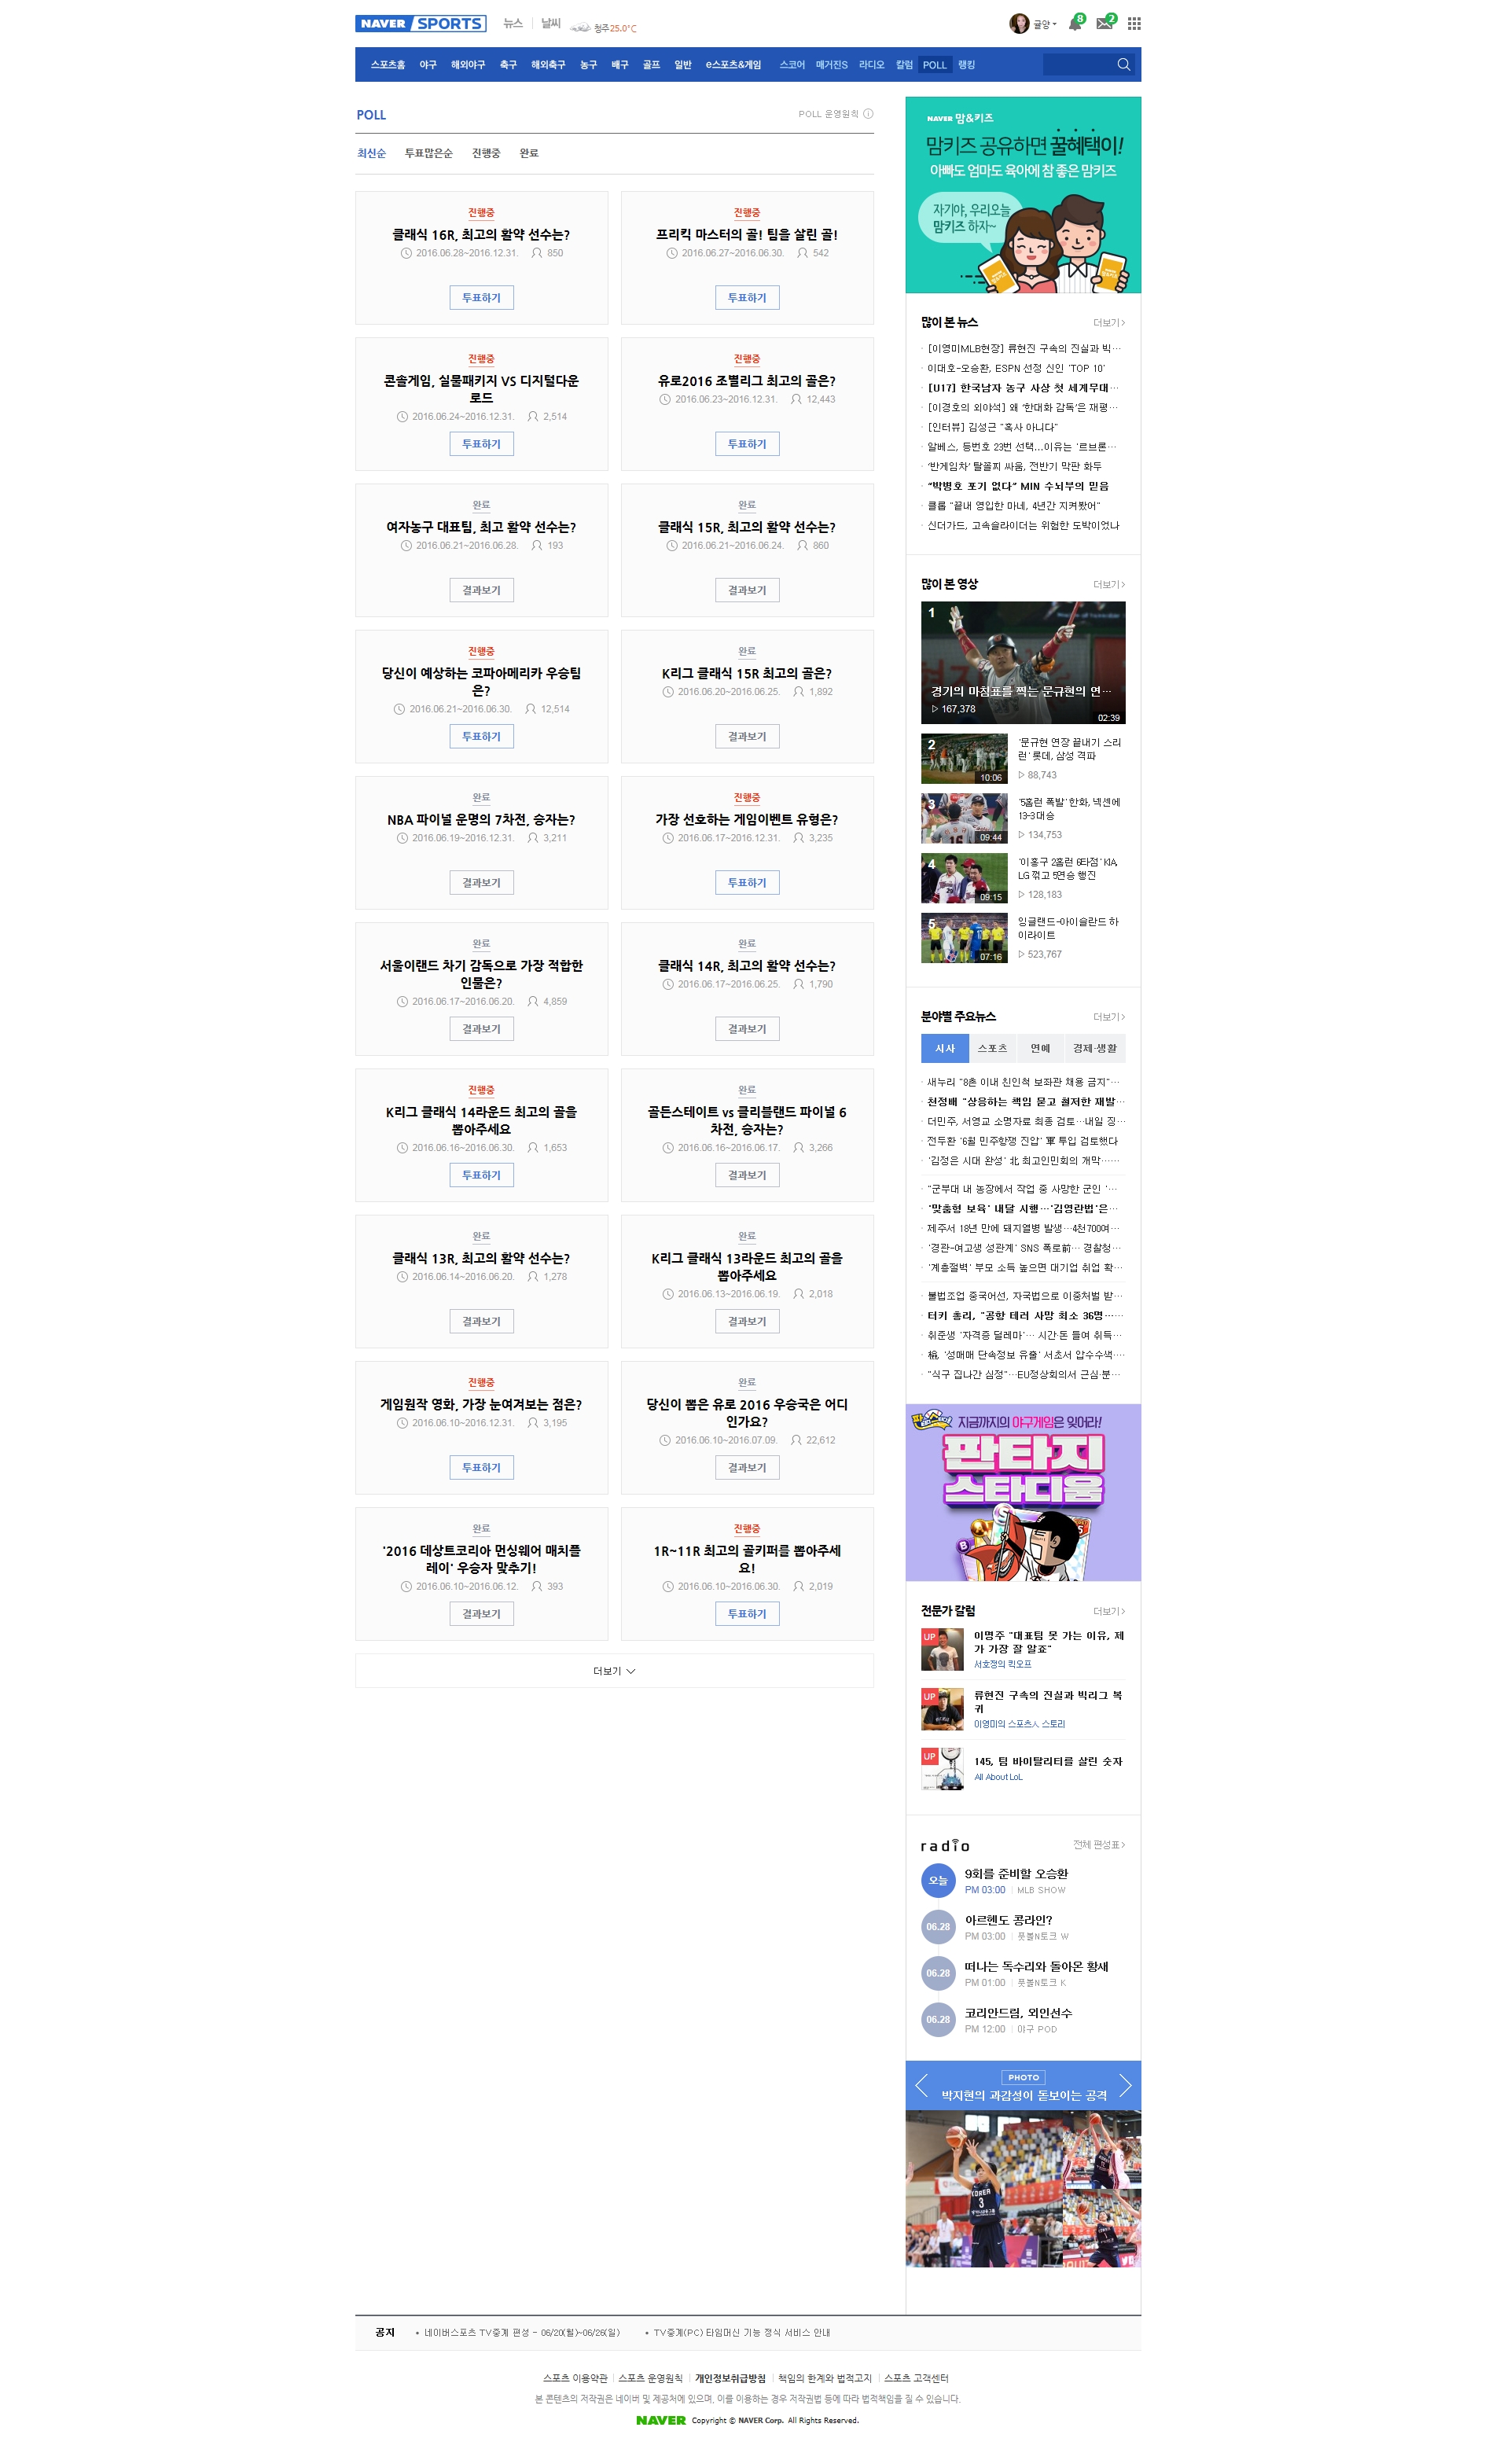 NAVER SPORTS 뉴스 날씨 청주 25.0°C 귤양 8 2
스포츠홈 야구 해외야구 축구 해외축구 농구 배구 골프 일반 e스포츠&게임 스코어 매거진S 라디오 칼럼 POLL 랭킹
POLL
POLL 운영원칙
최신순 투표많은순 진행중 완료
진행중
클래식 16R, 최고의 활약 선수는?
2016.06.28~2016.12.31. 850
투표하기
진행중
프리킥 마스터의 골! 팀을 살린 골!
2016.06.27~2016.06.30. 542
투표하기
진행중
콘솔게임, 실물패키지 VS 디지털다운
로드
2016.06.24~2016.12.31. 2,514
투표하기
진행중
유로2016 조별리그 최고의 골은?
2016.06.23~2016.12.31. 12,443
투표하기
완료
여자농구 대표팀, 최고 활약 선수는?
2016.06.21~2016.06.28. 193
결과보기
완료
클래식 15R, 최고의 활약 선수는?
2016.06.21~2016.06.24. 860
결과보기
진행중
당신이 예상하는 코파아메리카 우승팀
은?
2016.06.21~2016.06.30. 12,514
투표하기
완료
K리그 클래식 15R 최고의 골은?
2016.06.20~2016.06.25. 1,892
결과보기
완료
NBA 파이널 운명의 7차전, 승자는?
2016.06.19~2016.12.31. 3,211
결과보기
진행중
가장 선호하는 게임이벤트 유형은?
2016.06.17~2016.12.31. 3,235
투표하기
완료
서울이랜드 차기 감독으로 가장 적합한
인물은?
2016.06.17~2016.06.20. 4,859
결과보기
완료
클래식 14R, 최고의 활약 선수는?
2016.06.17~2016.06.25. 1,790
결과보기
진행중
K리그 클래식 14라운드 최고의 골을
뽑아주세요
2016.06.16~2016.06.30. 1,653
투표하기
완료
골든스테이트 vs 클리블랜드 파이널 6
차전, 승자는?
2016.06.16~2016.06.17. 3,266
결과보기
완료
클래식 13R, 최고의 활약 선수는?
2016.06.14~2016.06.20. 1,278
결과보기
완료
K리그 클래식 13라운드 최고의 골을
뽑아주세요
2016.06.13~2016.06.19. 2,018
결과보기
진행중
게임원작 영화, 가장 눈여겨보는 점은?
2016.06.10~2016.12.31. 3,195
투표하기
완료
당신이 뽑은 유로 2016 우승국은 어디
인가요?
2016.06.10~2016.07.09. 22,612
결과보기
완료
'2016 데상트코리아 먼싱웨어 매치플
레이' 우승자 맞추기!
2016.06.10~2016.06.12. 393
결과보기
진행중
1R~11R 최고의 골키퍼를 뽑아주세
요!
2016.06.10~2016.06.30. 2,019
투표하기
더보기
NAVER 맘&키즈
맘키즈 공유하면 꿀혜택이!
아빠도 엄마도 육아에 참 좋은 맘키즈
자기야, 우리오늘
맘키즈 하자~
많이 본 뉴스 더보기
[이영미MLB현장] 류현진 구속의 진실과 빅…
이대호-오승환, ESPN 선정 신인 'TOP 10'
[U17] 한국남자 농구 사상 첫 세계무대…
[이경호의 외야석] 왜 '한대화 감독'은 재평…
[인터뷰] 김성근 "혹사 아니다"
알베스, 등번호 23번 선택...이유는 '르브론…
'반게임차' 탈꼴찌 싸움, 전반기 막판 화두
"박병호 포기 없다" MIN 수뇌부의 믿음
클롭 "끝내 영입한 마네, 4년간 지켜봤어"
신더가드, 고속슬라이더는 위험한 도박이었나
많이 본 영상 더보기
1
경기의 마침표를 찍는 문규현의 연…
167,378
02:39
2
10:06
'문규현 연장 끝내기 스리
런' 롯데, 삼성 격파
88,743
3
09:44
'5홈런 폭발' 한화, 넥센에
13-3 대승
134,753
4
09:15
'이홍구 2홈런 6타점' KIA,
LG 꺾고 5연승 행진
128,183
5
07:16
잉글랜드-아이슬란드 하
이라이트
523,767
분야별 주요뉴스 더보기
시사 스포츠 연예 경제·생활
새누리 "8촌 이내 친인척 보좌관 채용 금지"…
천정배 "상응하는 책임 묻고 철저한 재발…
더민주, 서영교 소명자료 최종 검토…내일 징…
전두환 '6월 민주항쟁 진압' 軍 투입 검토했다
'김정은 시대 완성' 北 최고인민회의 개막……
"군부대 내 농장에서 작업 중 사망한 군인 '…
'맞춤형 보육' 내달 시행…'김영란법'은…
제주서 18년 만에 돼지열병 발생…4천700여…
'경관-여고생 성관계' SNS 폭로前… 경찰청…
'계층절벽' 부모 소득 높으면 대기업 취업 확…
불법조업 중국어선, 자국법으로 이중처벌 받…
터키 총리, "공항 테러 사망 최소 36명……
취준생 '자격증 딜레마'… 시간·돈 들여 취득…
檢, '성매매 단속정보 유출' 서초서 압수수색…
"식구 집나간 심정"…EU정상회의서 근심·분…
지금까지의 야구게임은 잊어라!
판타지
스타디움
전문가 칼럼 더보기
UP
이명주 "대표팀 못 가는 이유, 제
가 가장 잘 알죠"
서호정의 킥오프
UP
류현진 구속의 진실과 빅리그 복
귀
이영미의 스포츠人 스토리
UP
145, 팀 바이탈리티를 살린 숫자
All About LoL
radio 전체 편성표
오늘
9회를 준비할 오승환
PM 03:00 MLB SHOW
06.28
아르헨도 콩라인?
PM 03:00 풋볼N토크 W
06.28
떠나는 독수리와 돌아온 황새
PM 01:00 풋볼N토크 K
06.28
코리안드림, 외인선수
PM 12:00 야구 POD
PHOTO
박지현의 과감성이 돋보이는 공격
KOREA
3
공지 • 네이버스포츠 TV중계 편성 - 06/20(월)~06/26(일) • TV중계(PC) 타임머신 기능 정식 서비스 안내
스포츠 이용약관 스포츠 운영원칙 개인정보취급방침 책임의 한계와 법적고지 스포츠 고객센터
본 콘텐츠의 저작권은 네이버 및 제공처에 있으며, 이를 이용하는 경우 저작권법 등에 따라 법적책임을 질 수 있습니다.
NAVER Copyright © NAVER Corp. All Rights Reserved.